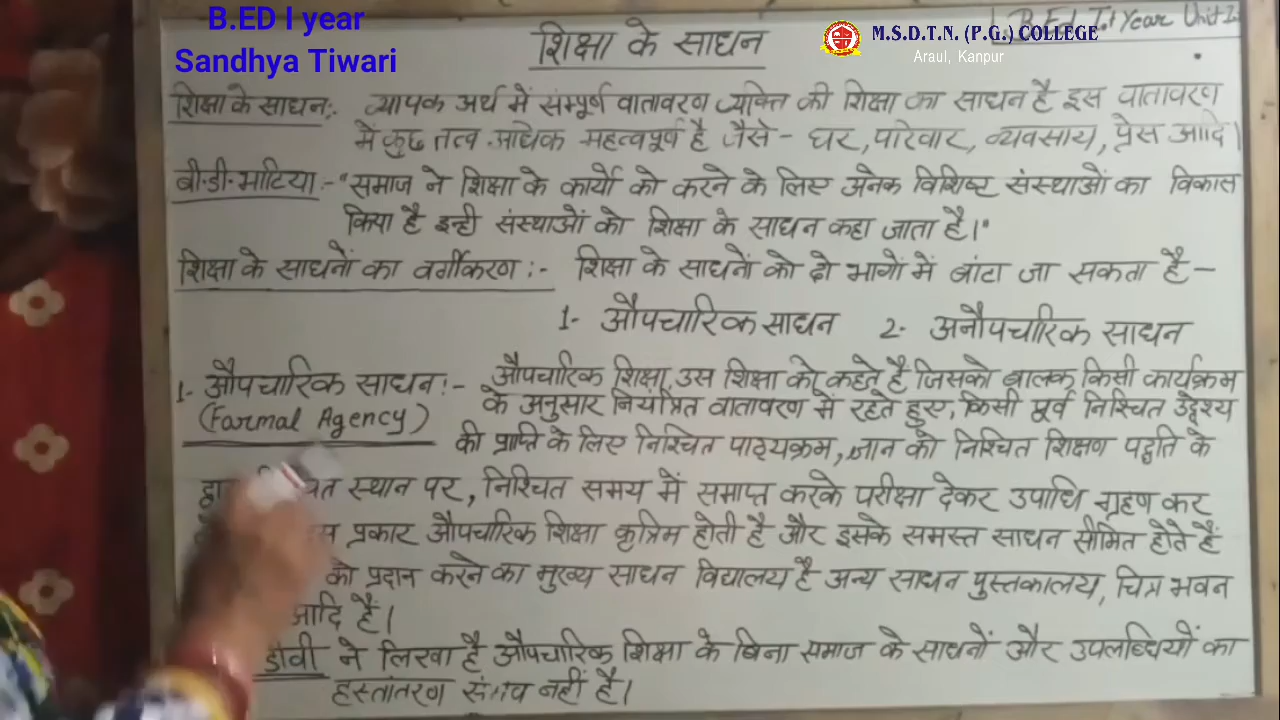 B.ED I year
Sandhya Tiwari
M.S.D.T.N. (P.G.) COLLEGE
Araul, Kanpur
B.Ed Ist Year Unit-I
शिक्षा के साधन
शिक्षा के साधन:- व्यापक अर्थ में संम्पूर्ण वातावरण व्यक्ति की शिक्षा का साधन है इस वातावरण
में कुछ तत्व अधिक महत्वपूर्ण है जैसे- घर, परिवार, व्यवसाय, प्रेस आदि।
बी.डी.भाटिया:- "समाज ने शिक्षा के कार्यों को करने के लिए अनेक विशिष्ट संस्थाओं का विकास
किया है इन्ही संस्थाओं को शिक्षा के साधन कहा जाता है।"
शिक्षा के साधनों का वर्गीकरण:- शिक्षा के साधनों को दो भागों में बांटा जा सकता है-
1- औपचारिक साधन 2- अनौपचारिक साधन
1- औपचारिक साधन:- औपचारिक शिक्षा, उस शिक्षा को कहते है जिसको बालक किसी कार्यक्रम
(Farmal Agency) के अनुसार नियंत्रित वातावरण में रहते हुए, किसी पूर्व निश्चित उद्देश्य
की प्राप्ति के लिए निश्चित पाठ्यक्रम, ज्ञान को निश्चित शिक्षण पद्धति के
स्थान पर, निश्चित समय में समाप्त करके परीक्षा देकर उपाधि ग्रहण कर
प्रकार औपचारिक शिक्षा कृत्रिम होती है और इसके समस्त साधन सीमित होते हैं
को प्रदान करने का मुख्य साधन विद्यालय है अन्य साधन पुस्तकालय, चित्र भवन
आदि हैं।
डीवी ने लिखा है औपचारिक शिक्षा के बिना समाज के साधनों और उपलब्धियों का
हस्तांतरण संभव नहीं है।